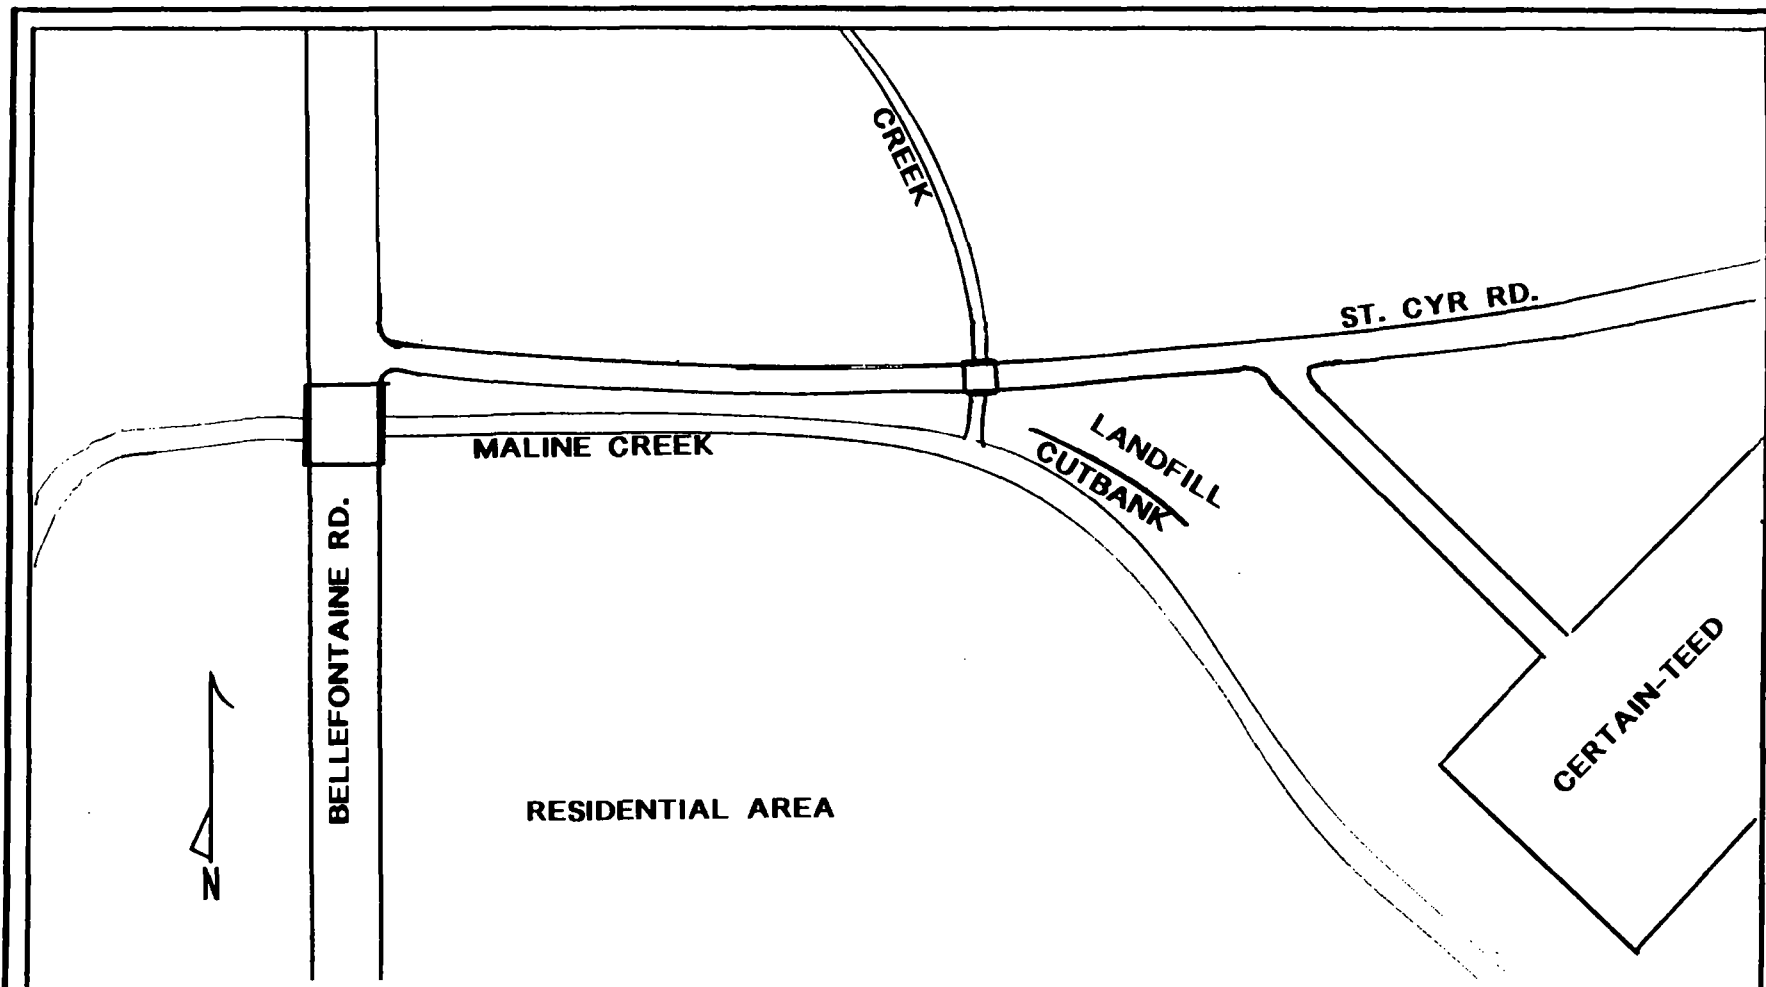 CREEK
ST. CYR RD.
MALINE CREEK
LANDFILL
CUTBANK
BELLEFONTAINE RD.
CERTAIN-TEED
RESIDENTIAL AREA
N